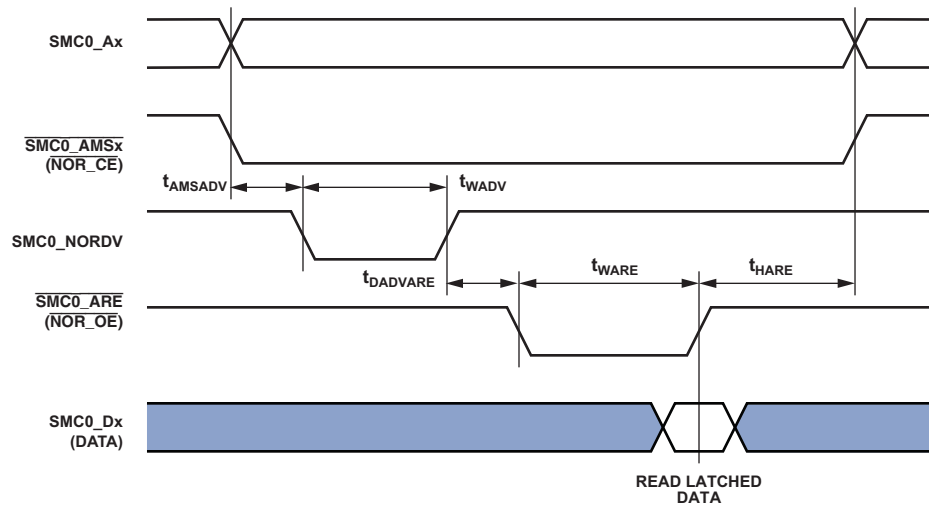 SMC0_Ax
SMC0_AMSx
(NOR_CE)
tAMSADV
tWADV
SMC0_NORDV
tDADVARE
tWARE
tHARE
SMC0_ARE
(NOR_OE)
SMC0_Dx
(DATA)
READ LATCHED
DATA